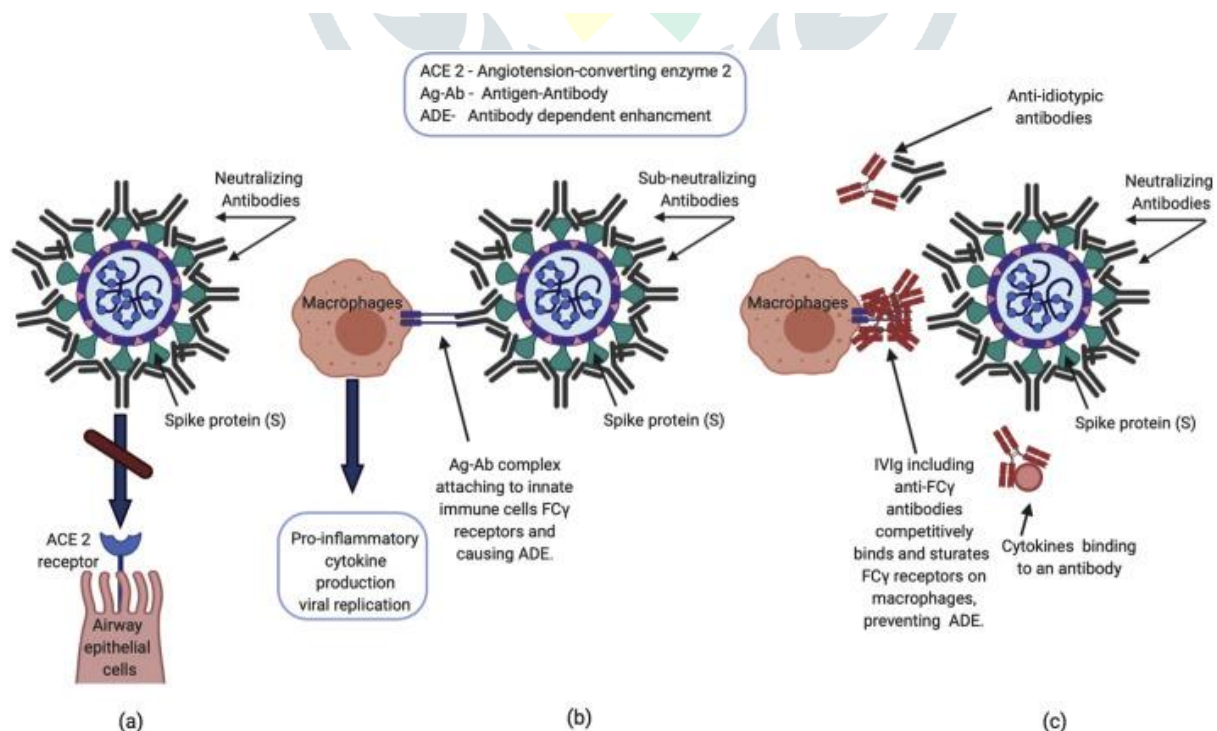 ACE 2 - Angiotension-converting enzyme 2
Ag-Ab - Antigen-Antibody
ADE- Antibody dependent enhancment
Neutralizing
Antibodies
Spike protein (S)
ACE 2
receptor
Airway
epithelial
cells
(a)
Sub-neutralizing
Antibodies
Macrophages
Spike protein (S)
Ag-Ab complex
attaching to innate
immune cells FCγ
receptors and
causing ADE.
Pro-inflammatory
cytokine
production
viral replication
(b)
Anti-idiotypic
antibodies
Neutralizing
Antibodies
Macrophages
Spike protein (S)
IVIg including
anti-FCγ
antibodies
competitively
binds and sturates
FCγ receptors on
macrophages,
preventing ADE.
Cytokines binding
to an antibody
(c)